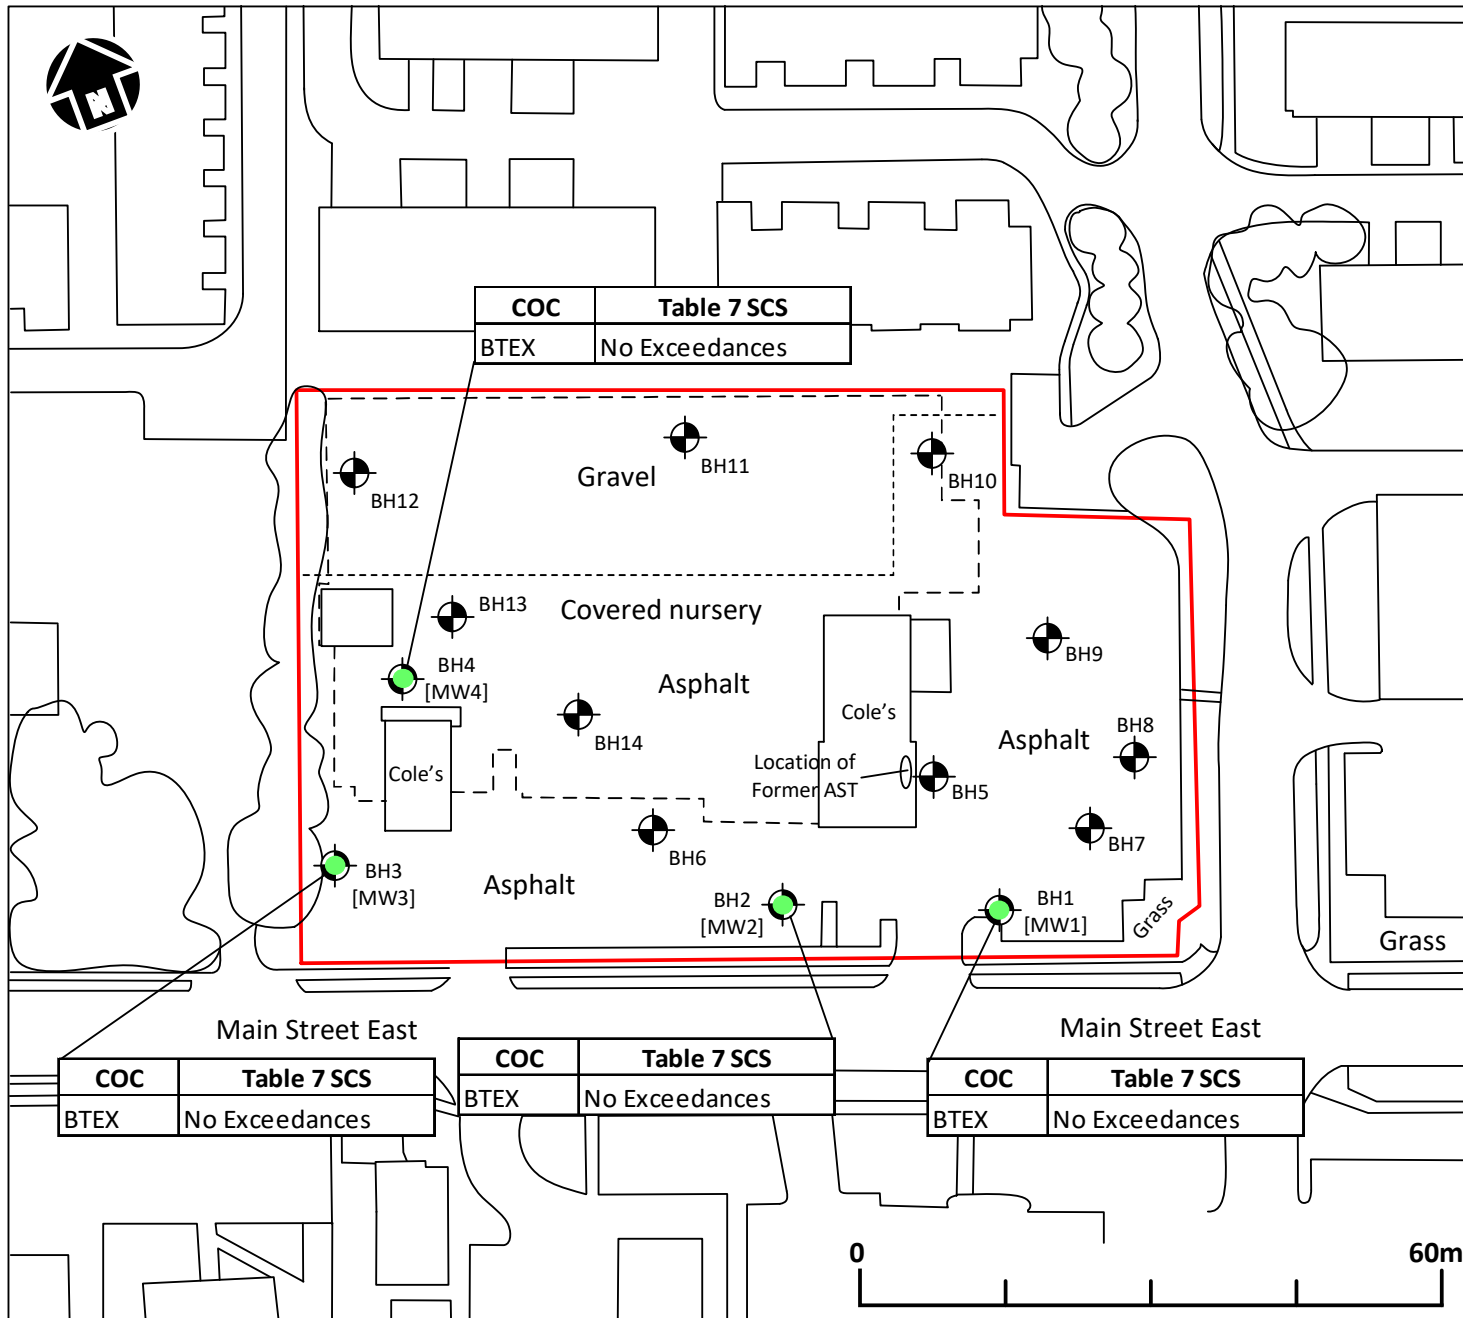 N
COC Table 7 SCS
BTEX No Exceedances
BH11
BH10
Gravel
BH12
BH13
Covered nursery
BH9
BH4
[MW4]
Asphalt
Cole's
BH14
BH8
Asphalt
Location of
Former AST
Cole's
BH5
BH7
BH6
BH3
[MW3]
Asphalt
BH2
[MW2]
BH1
[MW1]
Grass
Grass
Main Street East
Main Street East
COC Table 7 SCS
BTEX No Exceedances
COC Table 7 SCS
BTEX No Exceedances
COC Table 7 SCS
BTEX No Exceedances
0 60m